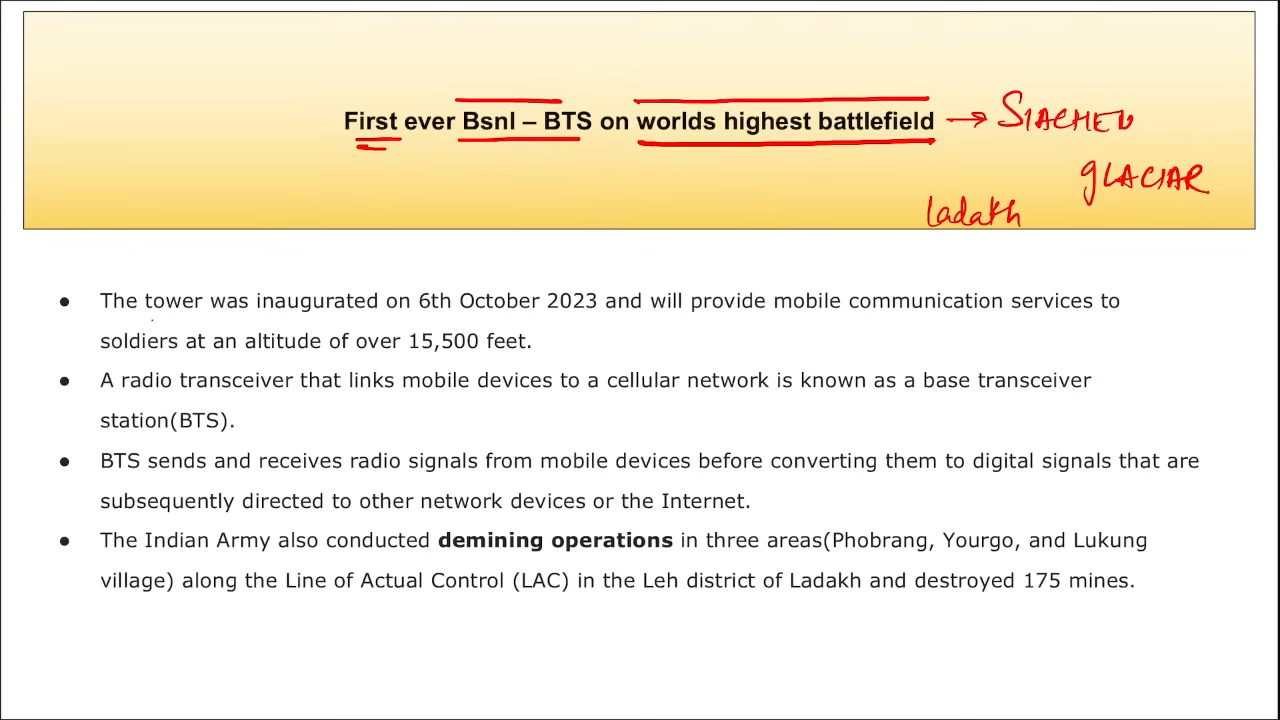 First ever Bsnl – BTS on worlds highest battlefield → SIACHEN
GLACIAR
ladakh
● The tower was inaugurated on 6th October 2023 and will provide mobile communication services to
soldiers at an altitude of over 15,500 feet.
● A radio transceiver that links mobile devices to a cellular network is known as a base transceiver
station(BTS).
● BTS sends and receives radio signals from mobile devices before converting them to digital signals that are
subsequently directed to other network devices or the Internet.
● The Indian Army also conducted demining operations in three areas(Phobrang, Yourgo, and Lukung
village) along the Line of Actual Control (LAC) in the Leh district of Ladakh and destroyed 175 mines.